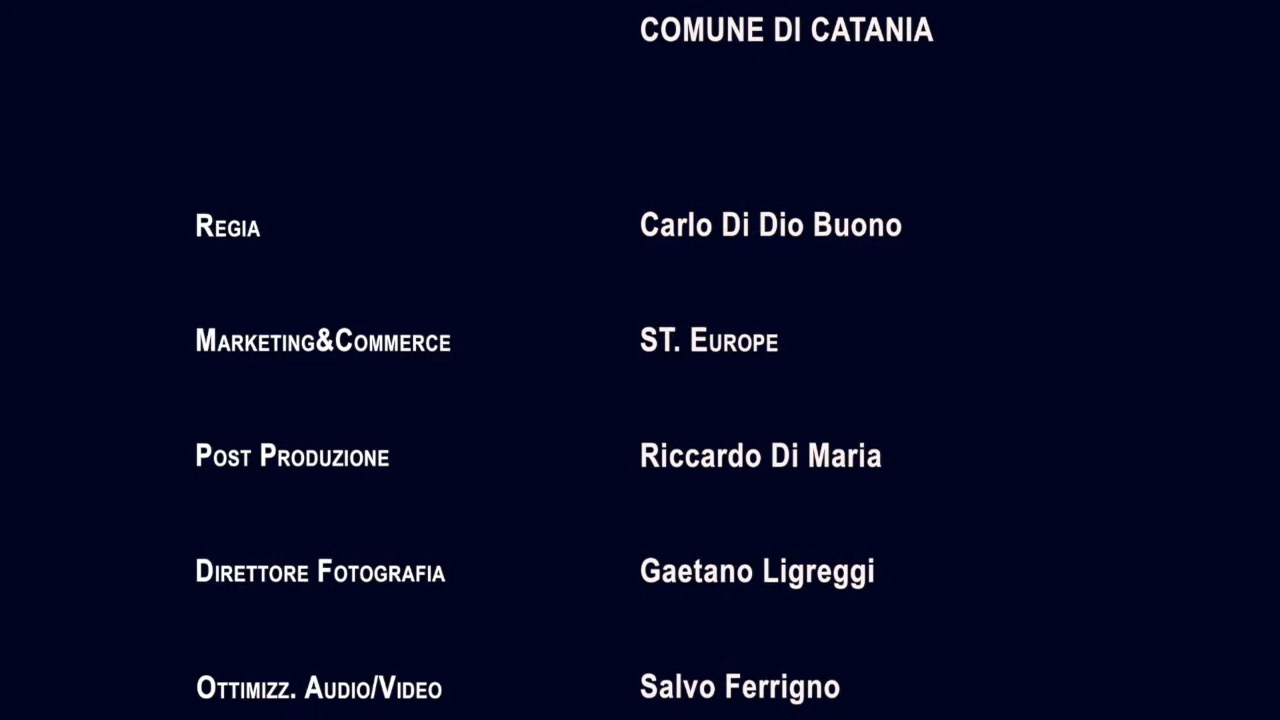 COMUNE DI CATANIA
Regia Carlo Di Dio Buono
Marketing&Commerce ST. Europe
Post Produzione Riccardo Di Maria
Direttore Fotografia Gaetano Ligreggi
Ottimizz. Audio/Video Salvo Ferrigno